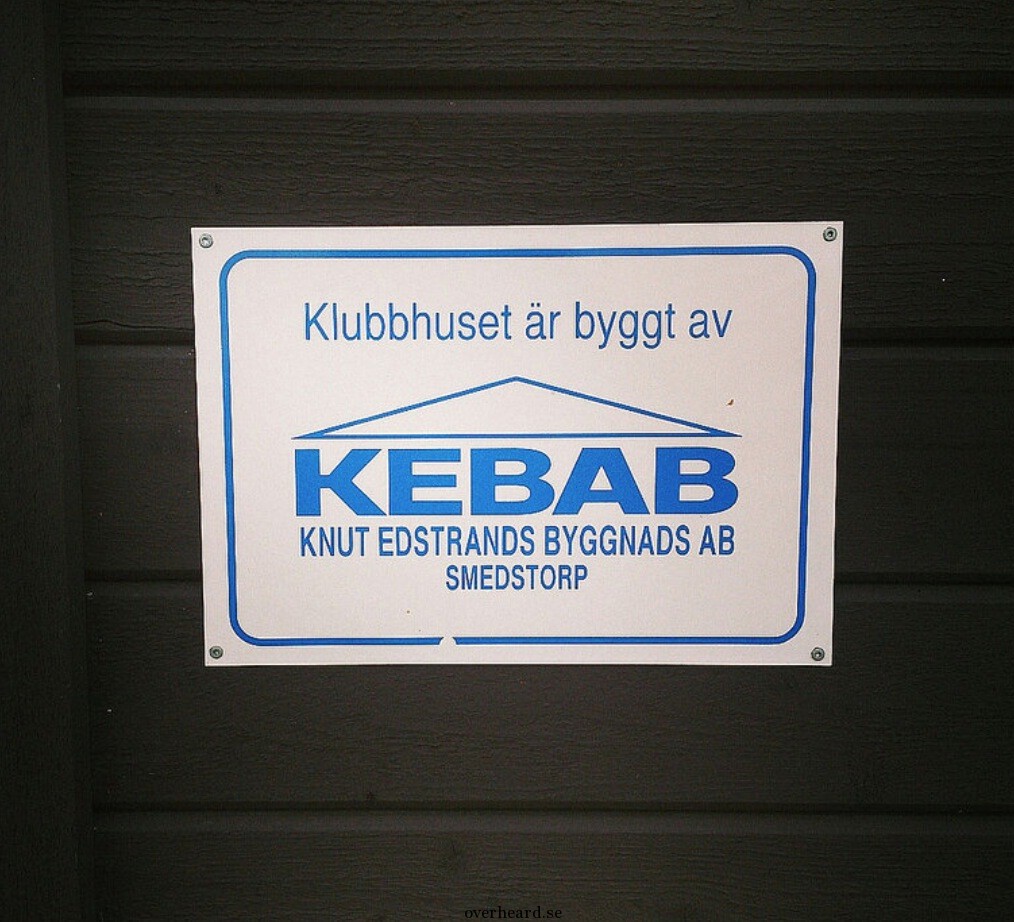 Klubbhuset är byggt av
KEBAB
KNUT EDSTRANDS BYGGNADS AB
SMEDSTORP
overheard.se